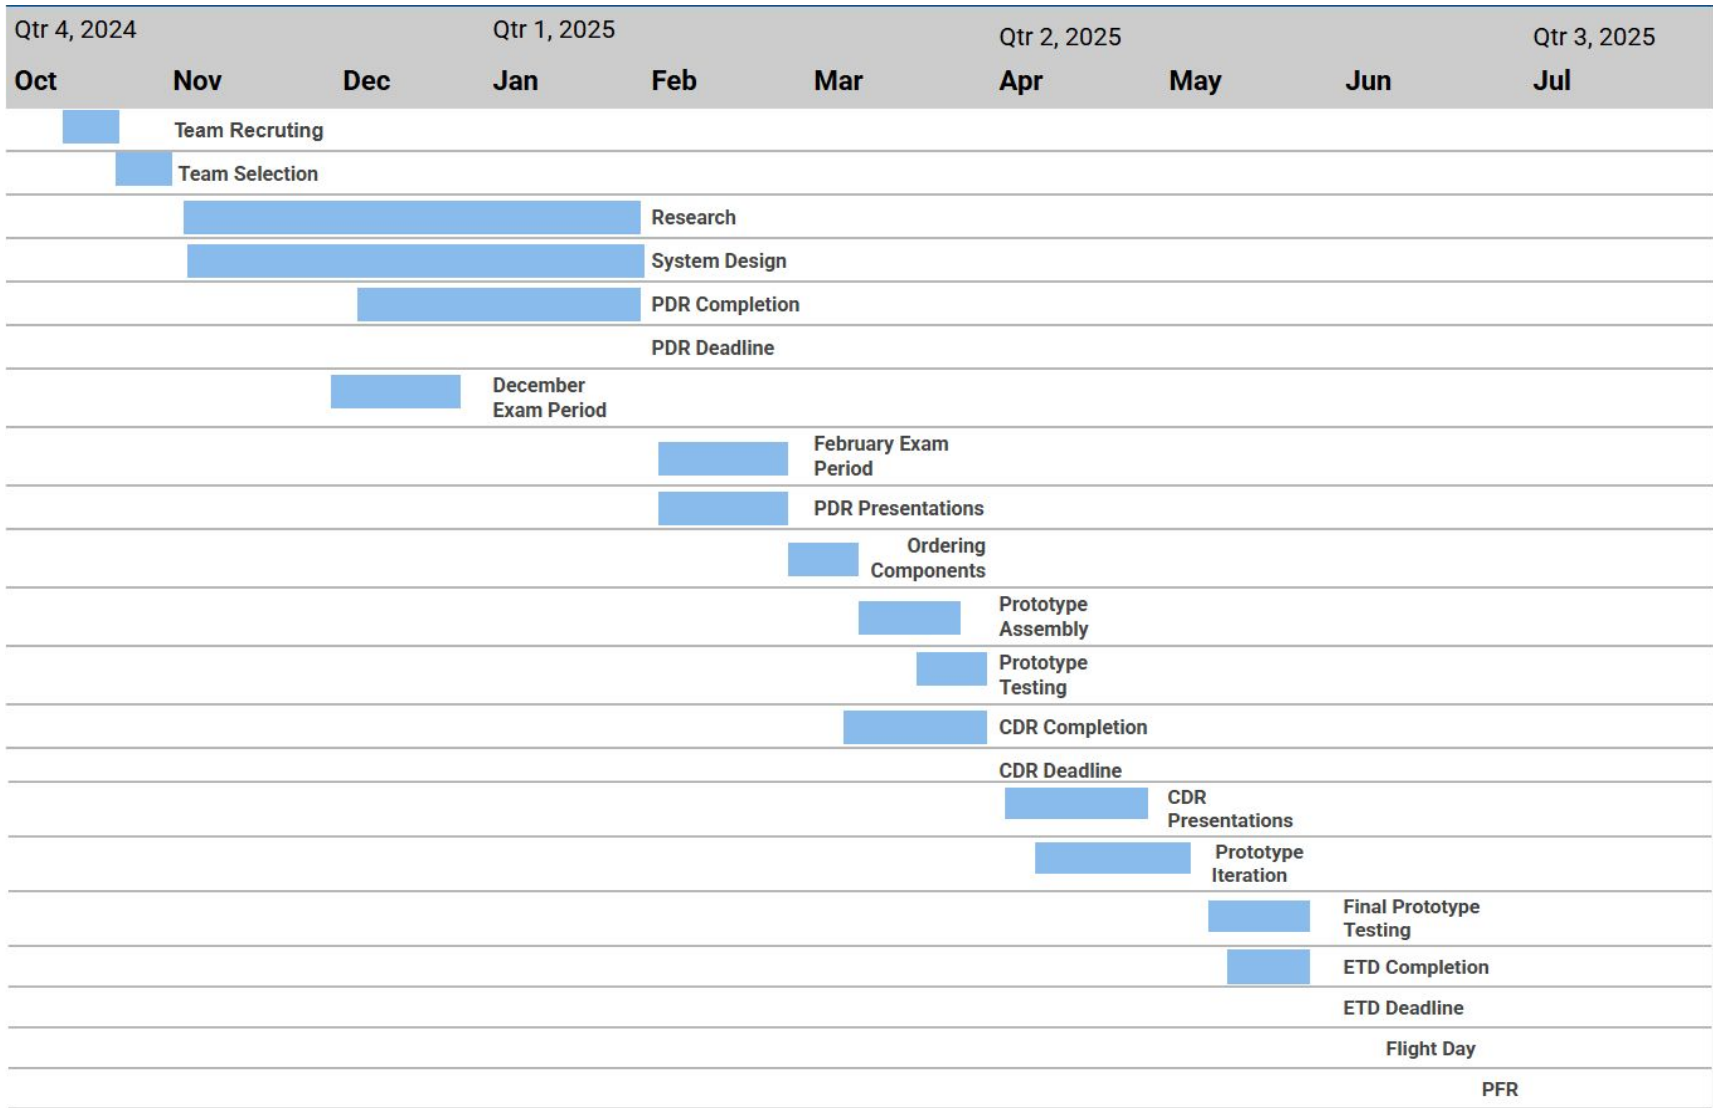 Qtr 4, 2024 Qtr 1, 2025 Qtr 2, 2025 Qtr 3, 2025
Oct Nov Dec Jan Feb Mar Apr May Jun Jul
Team Recruting
Team Selection
Research
System Design
PDR Completion
PDR Deadline
December
Exam Period
February Exam
Period
PDR Presentations
Ordering
Components
Prototype
Assembly
Prototype
Testing
CDR Completion
CDR Deadline
CDR
Presentations
Prototype
Iteration
Final Prototype
Testing
ETD Completion
ETD Deadline
Flight Day
PFR